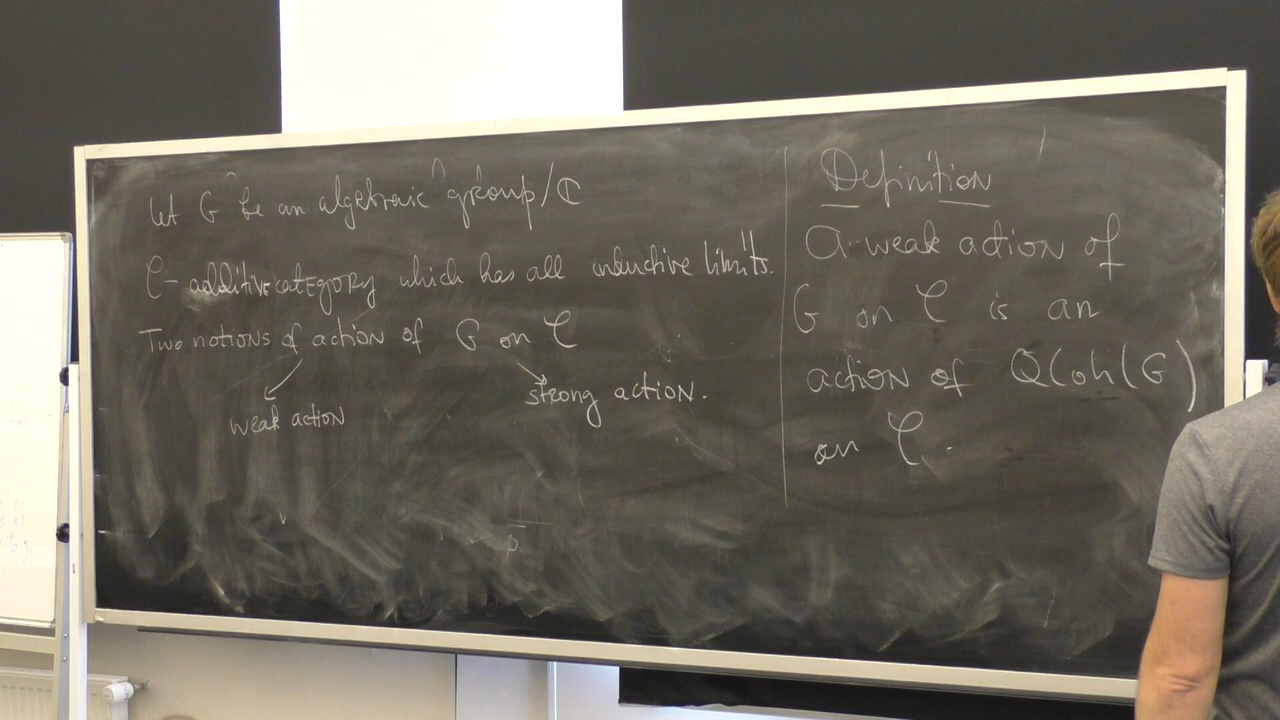 Let G be an algebraic group/ℂ
𝒞 - additive category which has all inductive limits.
Two notions of action of G on 𝒞
weak action
strong action.
Definition
A weak action of
G on 𝒞 is an
action of QCoh(G)
on 𝒞.